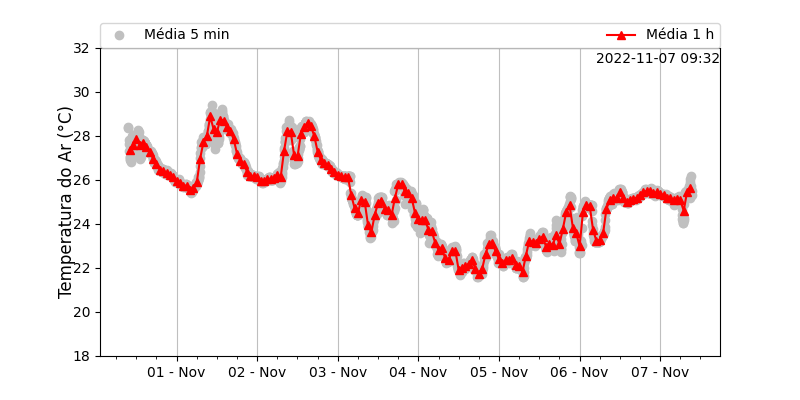 Média 5 min
Média 1 h
2022-11-07 09:32
Temperatura do Ar (°C)
32
30
28
26
24
22
20
18
01 - Nov
02 - Nov
03 - Nov
04 - Nov
05 - Nov
06 - Nov
07 - Nov